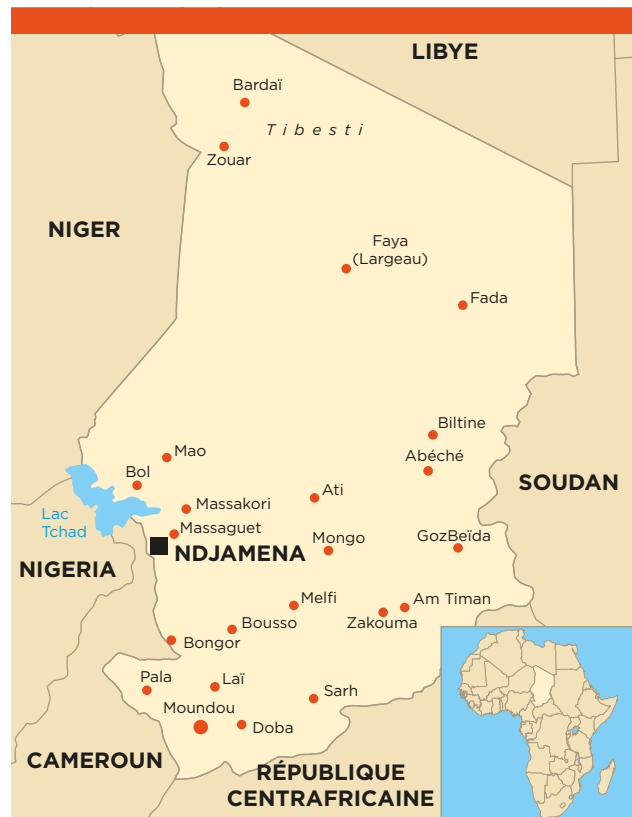 LIBYE
Bardaï
Tibesti
Zouar
NIGER
Faya
(Largeau)
Fada
Biltine
Mao
Abéché
Bol
SOUDAN
Ati
Massakori
Lac
Tchad
Massaguet
GozBeïda
Mongo
NDJAMENA
NIGERIA
Melfi
Am Timan
Bousso
Zakouma
Bongor
Pala
Laï
Sarh
Moundou
Doba
CAMEROUN
RÉPUBLIQUE
CENTRAFRICAINE